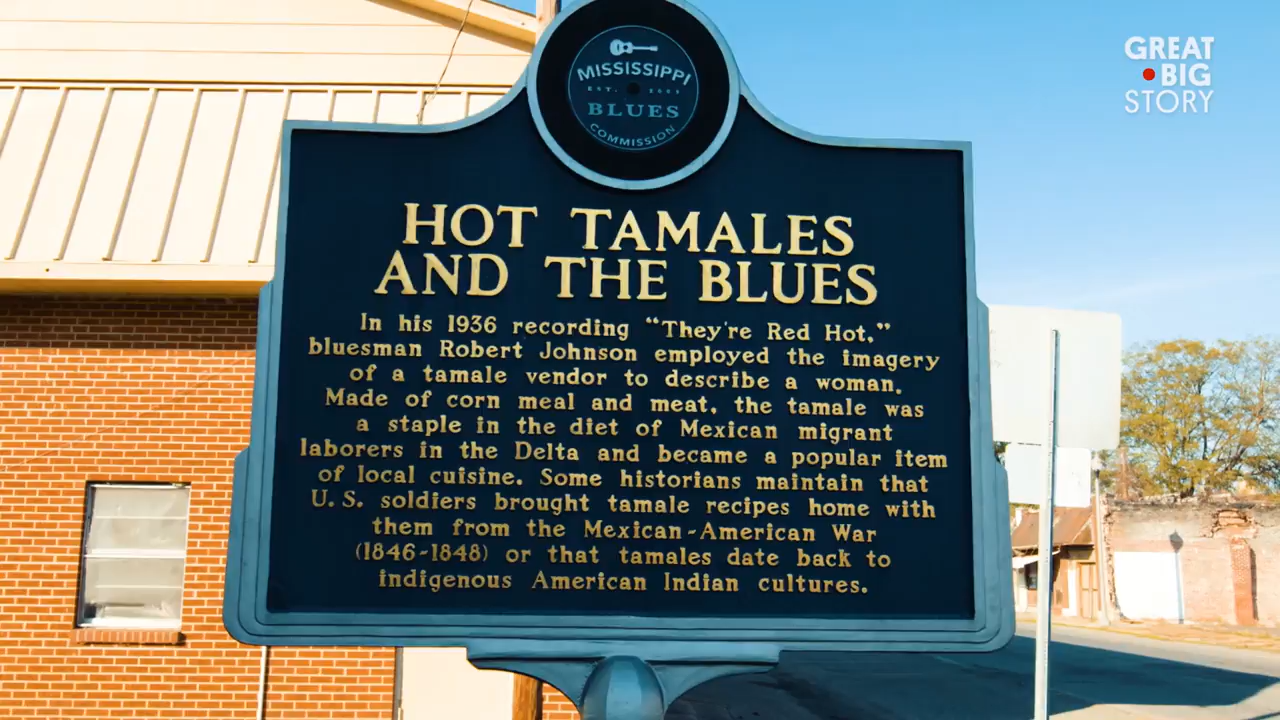 GREAT
BIG
STORY
MISSISSIPPI
BLUES
COMMISSION
HOT TAMALES
AND THE BLUES
In his 1936 recording “They're Red Hot,”
bluesman Robert Johnson employed the imagery
of a tamale vendor to describe a woman.
Made of corn meal and meat, the tamale was
a staple in the diet of Mexican migrant
laborers in the Delta and became a popular item
of local cuisine. Some historians maintain that
U.S. soldiers brought tamale recipes home with
them from the Mexican-American War
(1846-1848) or that tamales date back to
indigenous American Indian cultures.